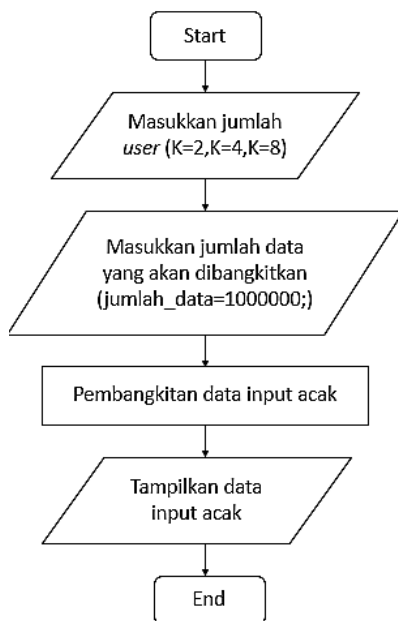 Start
Masukkan jumlah
user (K=2,K=4,K=8)
Masukkan jumlah data
yang akan dibangkitkan
(jumlah_data=1000000;)
Pembangkitan data input acak
Tampilkan data
input acak
End